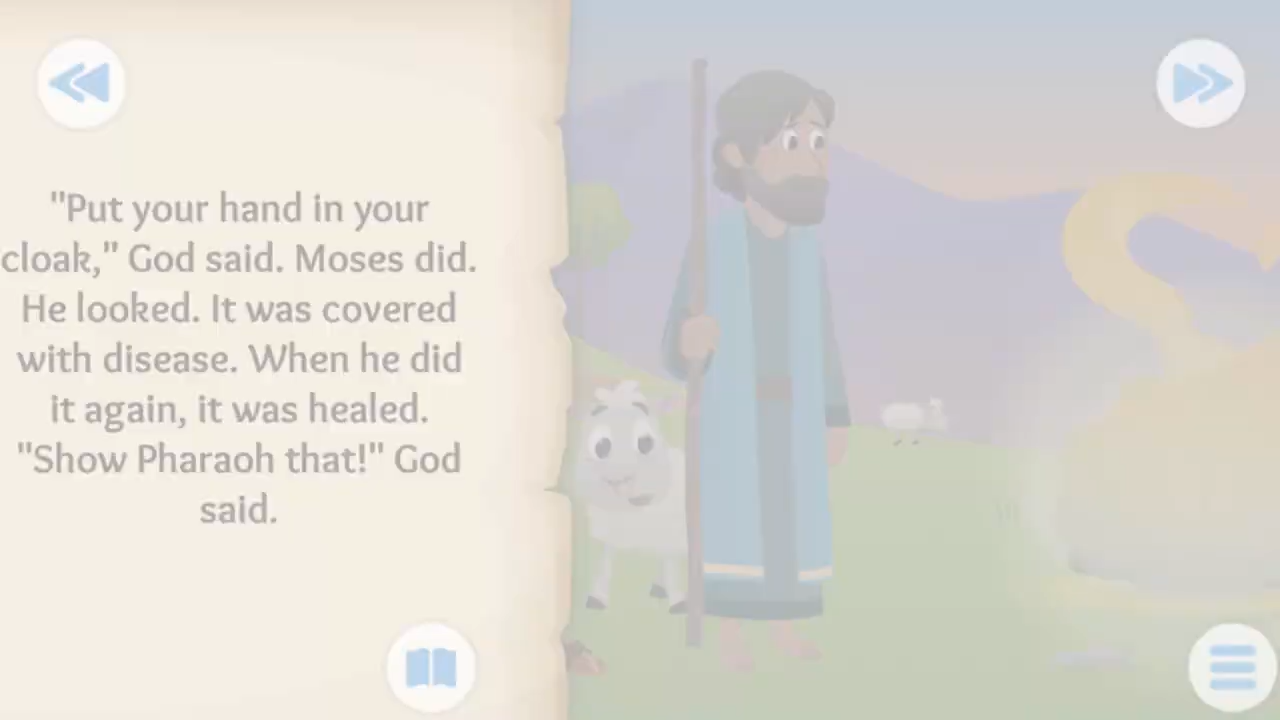 "Put your hand in your
cloak," God said. Moses did.
He looked. It was covered
with disease. When he did
it again, it was healed.
"Show Pharaoh that!" God
said.